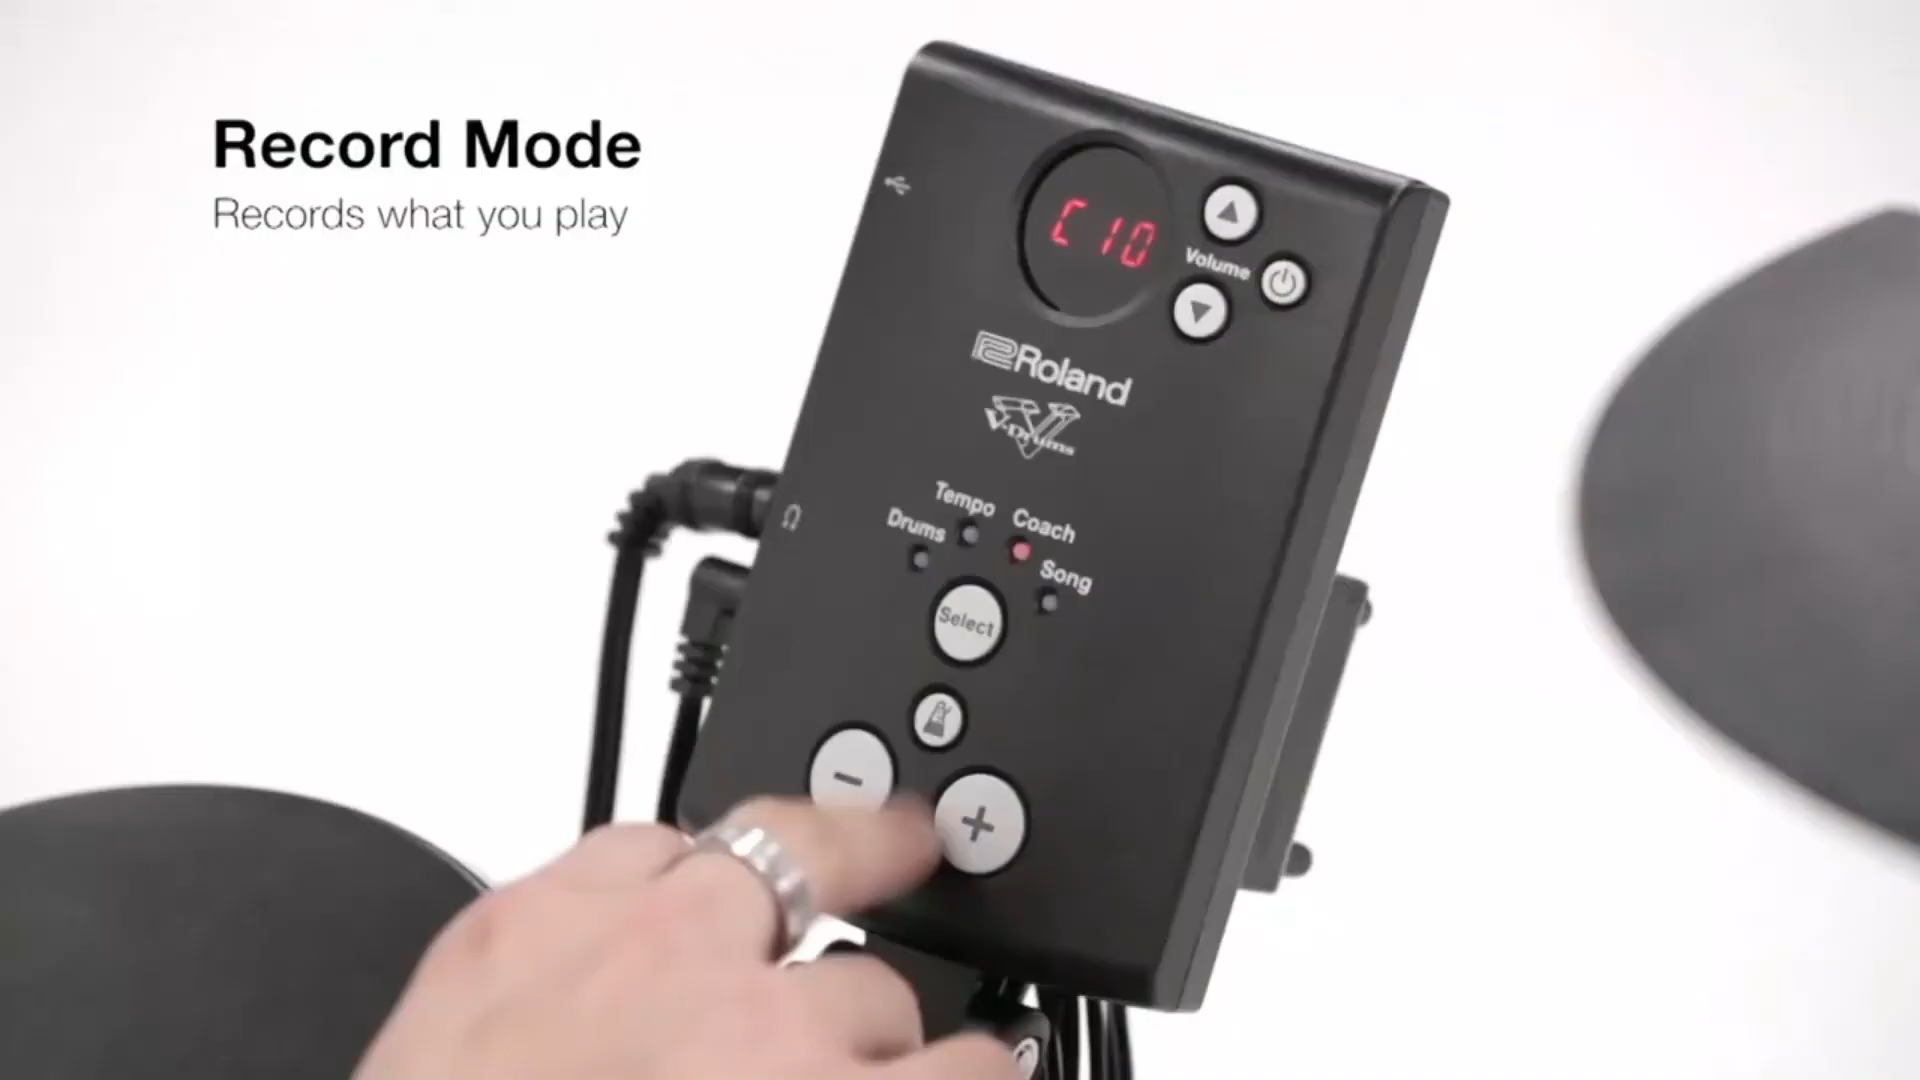 Record Mode
Records what you play
C10
Volume
Roland
V-Drums
Tempo
Coach
Drums
Song
Select